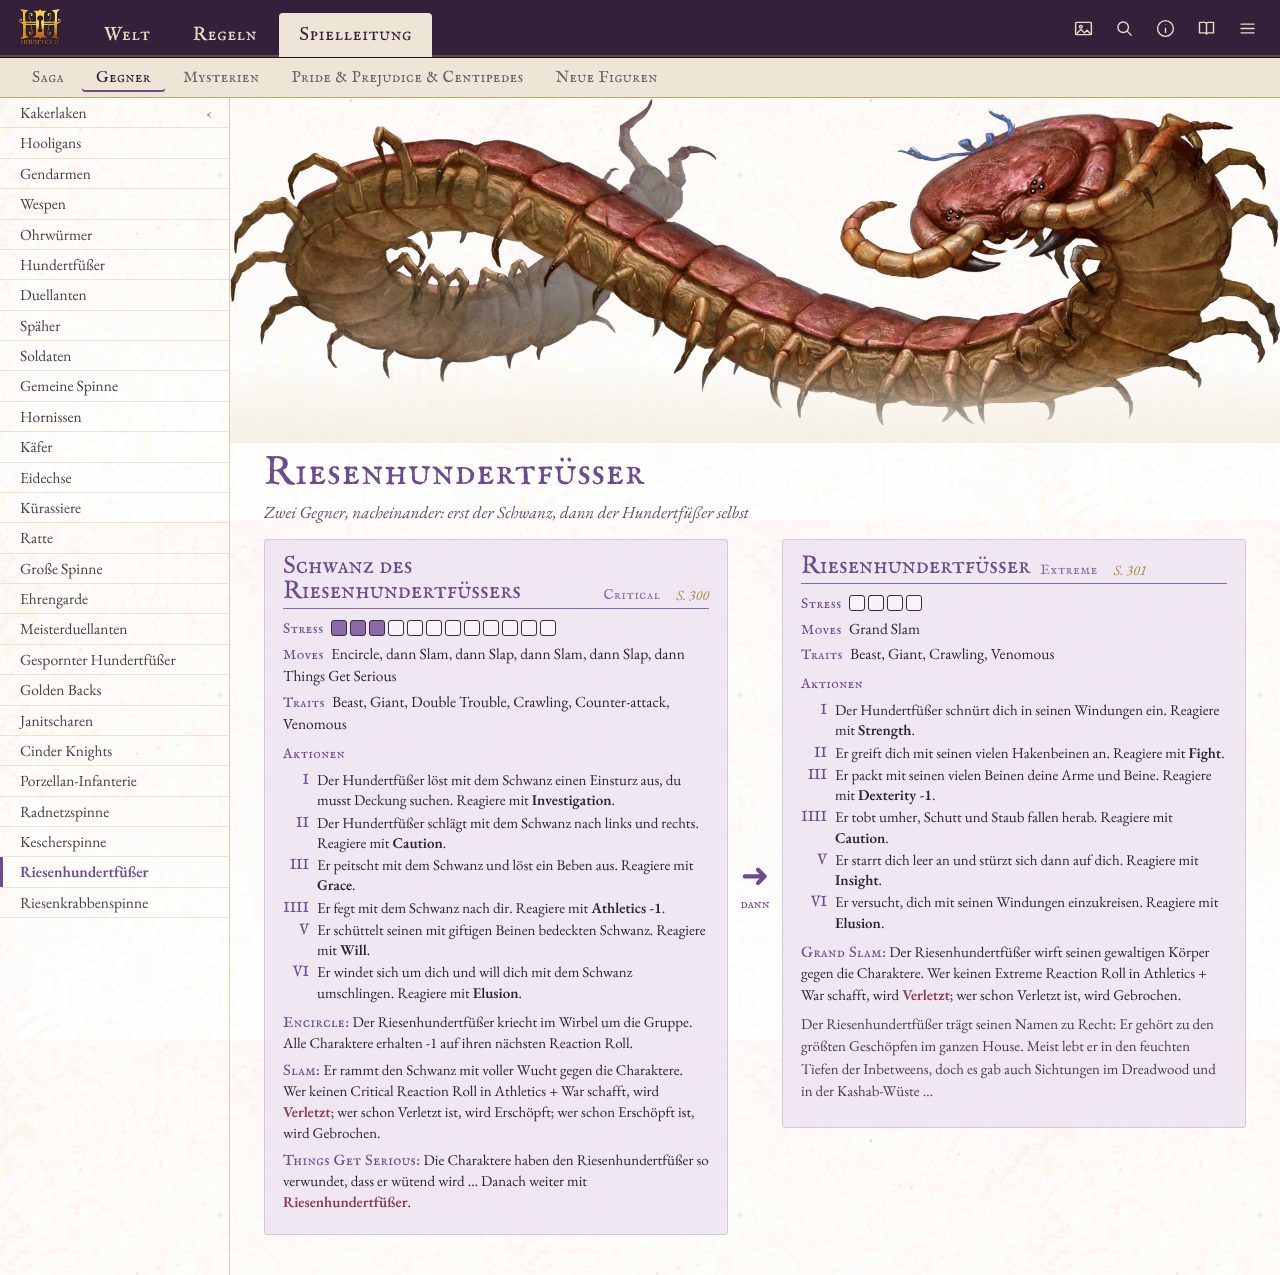 HOUSEHOLD
Welt
Regeln
Spielleitung
Saga
Gegner
Mysterien
Pride & Prejudice & Centipedes
Neue Figuren
Kakerlaken
Hooligans
Gendarmen
Wespen
Ohrwürmer
Hundertfüßer
Duellanten
Späher
Soldaten
Gemeine Spinne
Hornissen
Käfer
Eidechse
Kürassiere
Ratte
Große Spinne
Ehrengarde
Meisterduellanten
Gespornter Hundertfüßer
Golden Backs
Janitscharen
Cinder Knights
Porzellan-Infanterie
Radnetzspinne
Kescherspinne
Riesenhundertfüßer
Riesenkrabbenspinne
Riesenhundertfüsser
Zwei Gegner, nacheinander: erst der Schwanz, dann der Hundertfüßer selbst
Schwanz des
Riesenhundertfüssers Critical S. 300
Stress
Moves Encircle, dann Slam, dann Slap, dann Slam, dann Slap, dann
Things Get Serious
Traits Beast, Giant, Double Trouble, Crawling, Counter-attack,
Venomous
Aktionen
I Der Hundertfüßer löst mit dem Schwanz einen Einsturz aus, du
musst Deckung suchen. Reagiere mit Investigation.
II Der Hundertfüßer schlägt mit dem Schwanz nach links und rechts.
Reagiere mit Caution.
III Er peitscht mit dem Schwanz und löst ein Beben aus. Reagiere mit
Grace.
IIII Er fegt mit dem Schwanz nach dir. Reagiere mit Athletics -1.
V Er schüttelt seinen mit giftigen Beinen bedeckten Schwanz. Reagiere
mit Will.
VI Er windet sich um dich und will dich mit dem Schwanz
umschlingen. Reagiere mit Elusion.
Encircle: Der Riesenhundertfüßer kriecht im Wirbel um die Gruppe.
Alle Charaktere erhalten -1 auf ihren nächsten Reaction Roll.
Slam: Er rammt den Schwanz mit voller Wucht gegen die Charaktere.
Wer keinen Critical Reaction Roll in Athletics + War schafft, wird
Verletzt; wer schon Verletzt ist, wird Erschöpft; wer schon Erschöpft ist,
wird Gebrochen.
Things Get Serious: Die Charaktere haben den Riesenhundertfüßer so
verwundet, dass er wütend wird ... Danach weiter mit
Riesenhundertfüßer.
dann
Riesenhundertfüsser Extreme S. 301
Stress
Moves Grand Slam
Traits Beast, Giant, Crawling, Venomous
Aktionen
I Der Hundertfüßer schnürt dich in seinen Windungen ein. Reagiere
mit Strength.
II Er greift dich mit seinen vielen Hakenbeinen an. Reagiere mit Fight.
III Er packt mit seinen vielen Beinen deine Arme und Beine. Reagiere
mit Dexterity -1.
IIII Er tobt umher, Schutt und Staub fallen herab. Reagiere mit
Caution.
V Er starrt dich leer an und stürzt sich dann auf dich. Reagiere mit
Insight.
VI Er versucht, dich mit seinen Windungen einzukreisen. Reagiere mit
Elusion.
Grand Slam: Der Riesenhundertfüßer wirft seinen gewaltigen Körper
gegen die Charaktere. Wer keinen Extreme Reaction Roll in Athletics +
War schafft, wird Verletzt; wer schon Verletzt ist, wird Gebrochen.
Der Riesenhundertfüßer trägt seinen Namen zu Recht: Er gehört zu den
größten Geschöpfen im ganzen House. Meist lebt er in den feuchten
Tiefen der Inbetweens, doch es gab auch Sichtungen im Dreadwood und
in der Kashab-Wüste ...